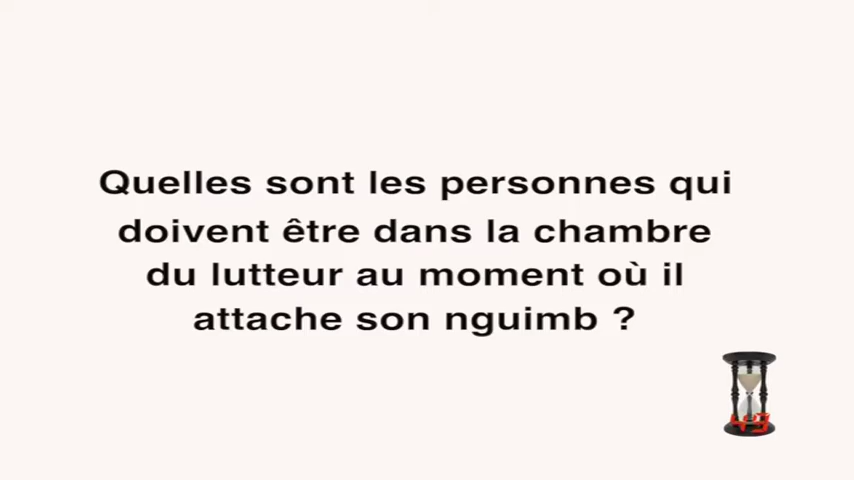 Quelles sont les personnes qui
doivent être dans la chambre
du lutteur au moment où il
attache son nguimb ?